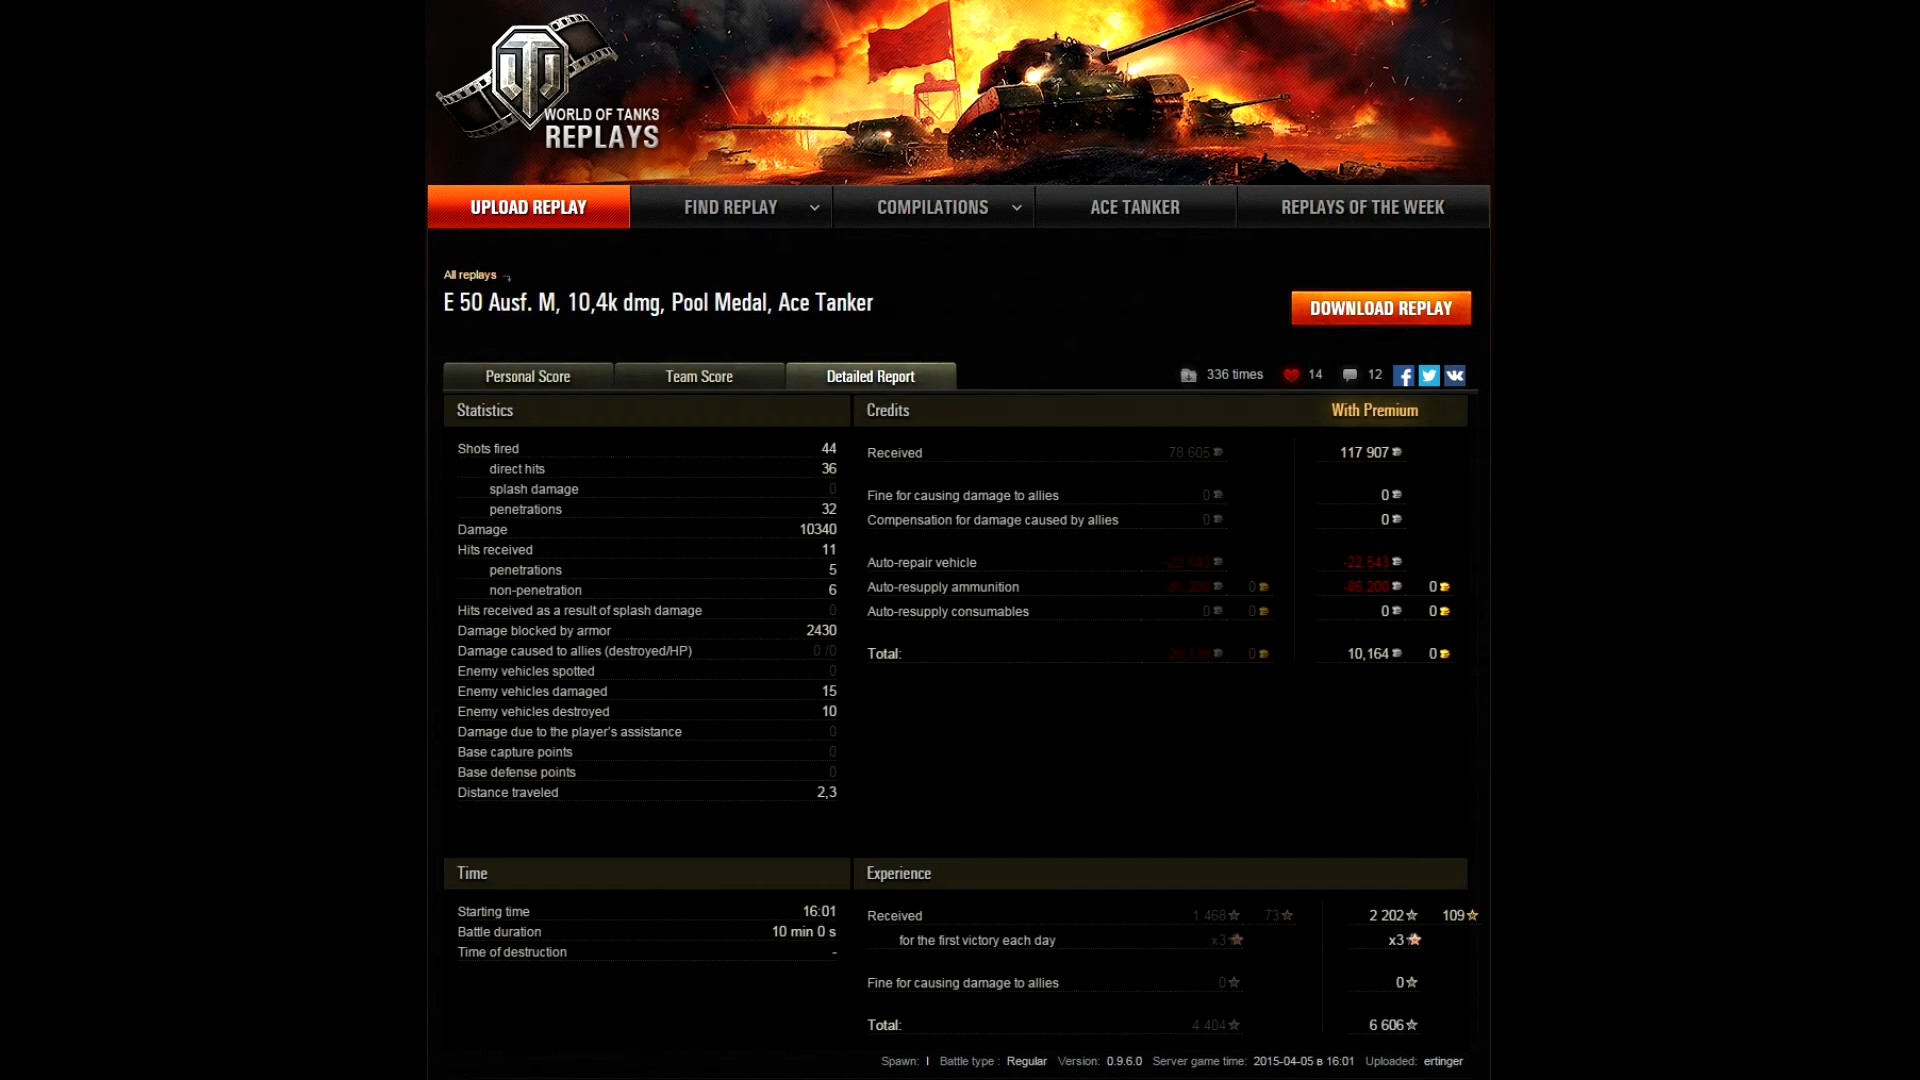 WORLD OF TANKS
REPLAYS
UPLOAD REPLAY
FIND REPLAY
COMPILATIONS
ACE TANKER
REPLAYS OF THE WEEK
All replays
E 50 Ausf. M, 10,4k dmg, Pool Medal, Ace Tanker
DOWNLOAD REPLAY
Personal Score
Team Score
Detailed Report
336 times
14
12
Statistics
Shots fired 44
direct hits 36
splash damage 0
penetrations 32
Damage 10340
Hits received 11
penetrations 5
non-penetration 6
Hits received as a result of splash damage 0
Damage blocked by armor 2430
Damage caused to allies (destroyed/HP) 0 /0
Enemy vehicles spotted 0
Enemy vehicles damaged 15
Enemy vehicles destroyed 10
Damage due to the player's assistance 0
Base capture points 0
Base defense points 0
Distance traveled 2,3
Credits With Premium
Received 78 605 117 907
Fine for causing damage to allies 0 0
Compensation for damage caused by allies 0 0
Auto-repair vehicle -22 543 -22 543
Auto-resupply ammunition 0 0
Auto-resupply consumables 0 0 0 0
Total: 0 10,164 0
Time
Starting time 16:01
Battle duration 10 min 0 s
Time of destruction -
Experience
Received 1 468 73 2 202 109
for the first victory each day x3 x3
Fine for causing damage to allies 0 0
Total: 4 404 6 606
Spawn: I Battle type : Regular Version: 0.9.6.0 Server game time: 2015-04-05 в 16:01 Uploaded: ertinger